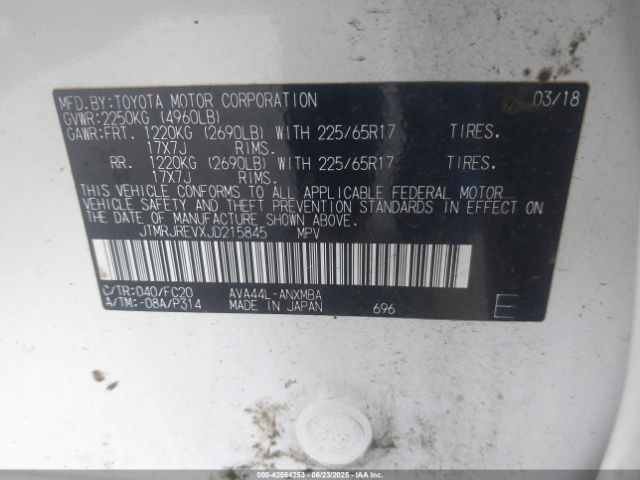 MFD.BY:TOYOTA MOTOR CORPORATION 03/18
GVWR:2250KG (4960LB)
GAWR:FRT. 1220KG (2690LB) WITH 225/65R17 TIRES.
17X7J RIMS.
RR. 1220KG (2690LB) WITH 225/65R17 TIRES.
17X7J RIMS.
THIS VEHICLE CONFORMS TO ALL APPLICABLE FEDERAL MOTOR
VEHICLE SAFETY AND THEFT PREVENTION STANDARDS IN EFFECT ON
THE DATE OF MANUFACTURE SHOWN ABOVE.
JTMRJREVXJD215845 MPV
C/TR:040/FC20 AVA44L-ANXMBA
A/TM:-08A/P314 MADE IN JAPAN 696 E
000-42564253 - 06/23/2025 - IAAI.com